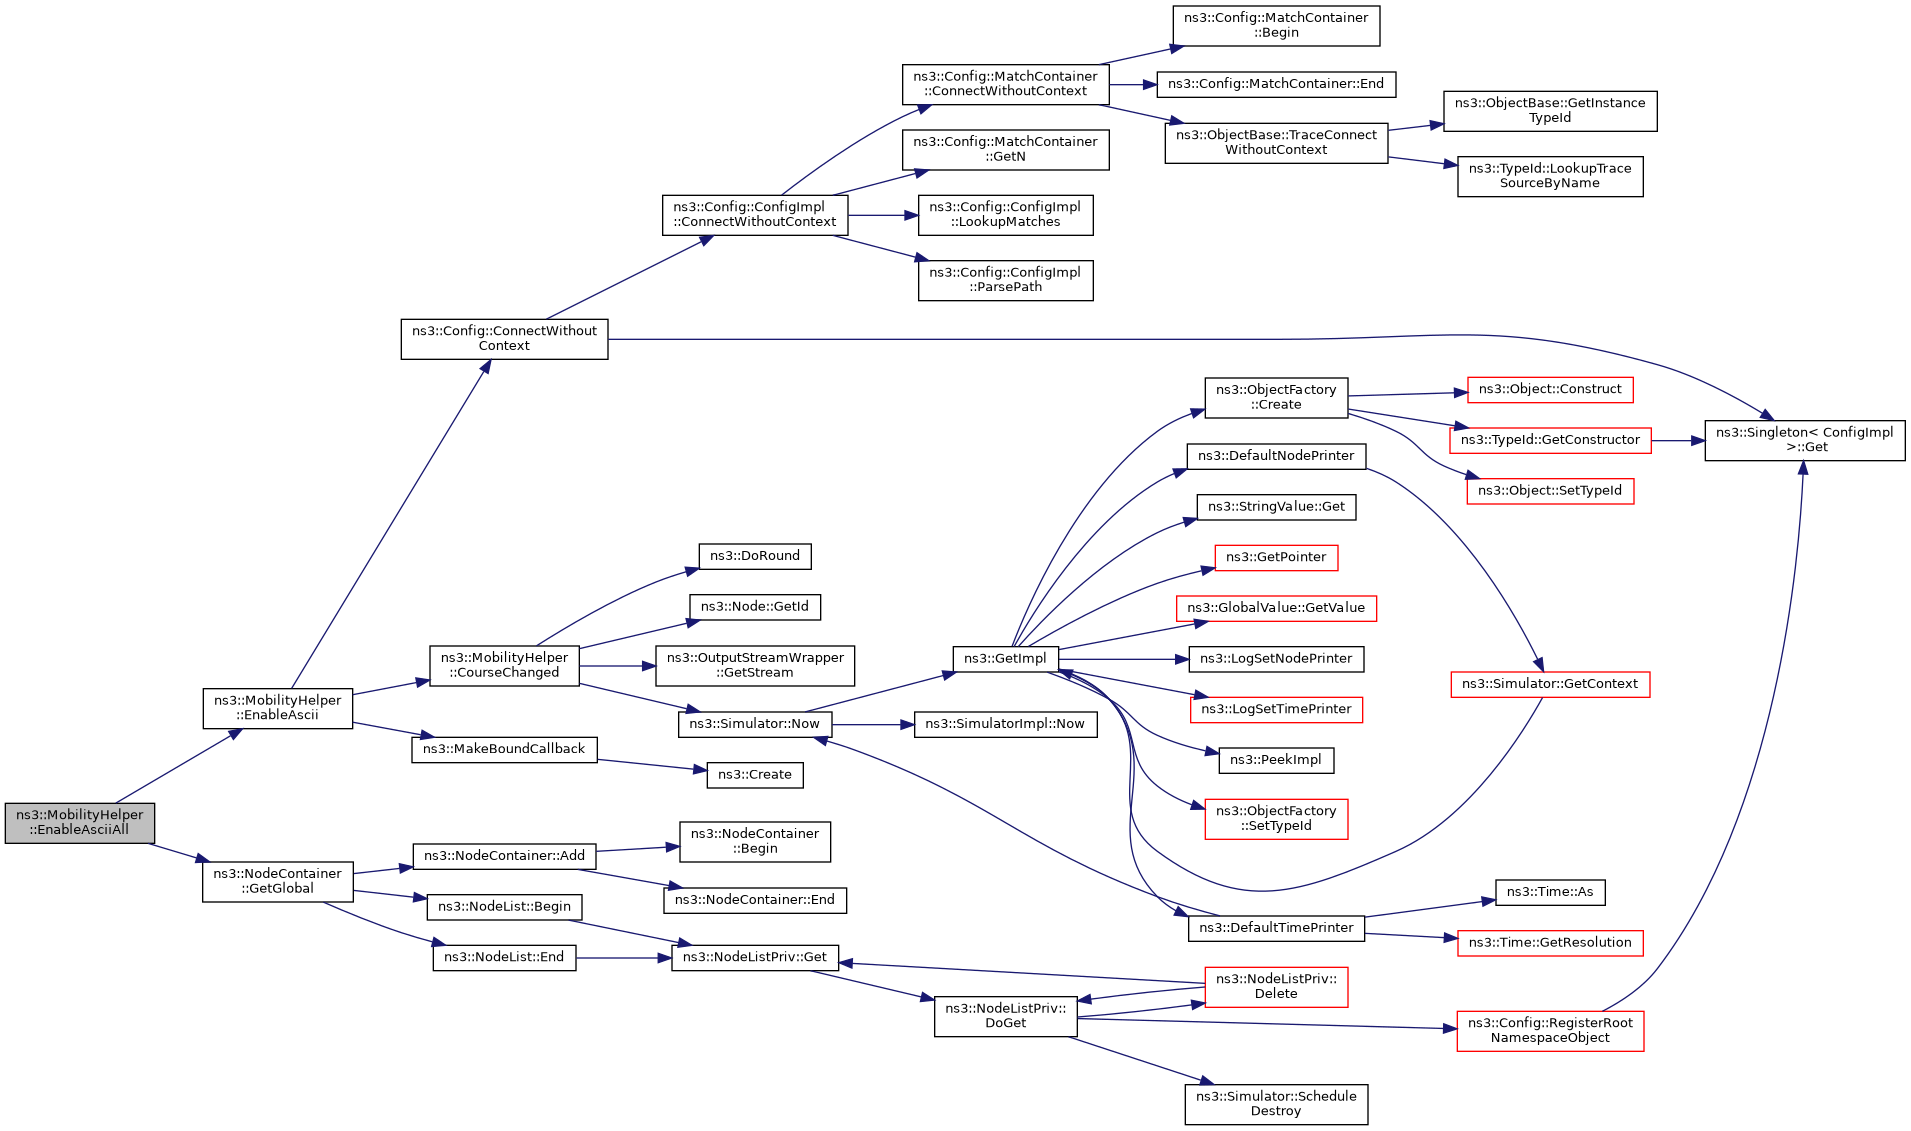 ns3::MobilityHelper
::EnableAsciiAll
ns3::MobilityHelper
::EnableAscii
ns3::NodeContainer
::GetGlobal
ns3::Config::ConnectWithout
Context
ns3::MobilityHelper
::CourseChanged
ns3::MakeBoundCallback
ns3::NodeContainer::Add
ns3::NodeList::Begin
ns3::NodeList::End
ns3::Config::ConfigImpl
::ConnectWithoutContext
ns3::DoRound
ns3::Node::GetId
ns3::OutputStreamWrapper
::GetStream
ns3::Simulator::Now
ns3::Create
ns3::NodeContainer
::Begin
ns3::NodeContainer::End
ns3::NodeListPriv::Get
ns3::Config::MatchContainer
::ConnectWithoutContext
ns3::Config::MatchContainer
::GetN
ns3::Config::ConfigImpl
::LookupMatches
ns3::Config::ConfigImpl
::ParsePath
ns3::GetImpl
ns3::SimulatorImpl::Now
ns3::NodeListPriv::
DoGet
ns3::Config::MatchContainer
::Begin
ns3::Config::MatchContainer::End
ns3::ObjectBase::TraceConnect
WithoutContext
ns3::ObjectFactory
::Create
ns3::DefaultNodePrinter
ns3::StringValue::Get
ns3::GetPointer
ns3::GlobalValue::GetValue
ns3::LogSetNodePrinter
ns3::LogSetTimePrinter
ns3::PeekImpl
ns3::ObjectFactory
::SetTypeId
ns3::DefaultTimePrinter
ns3::NodeListPriv::
Delete
ns3::Simulator::Schedule
Destroy
ns3::ObjectBase::GetInstance
TypeId
ns3::TypeId::LookupTrace
SourceByName
ns3::Object::Construct
ns3::TypeId::GetConstructor
ns3::Object::SetTypeId
ns3::Simulator::GetContext
ns3::Time::As
ns3::Time::GetResolution
ns3::Config::RegisterRoot
NamespaceObject
ns3::Singleton< ConfigImpl
>::Get